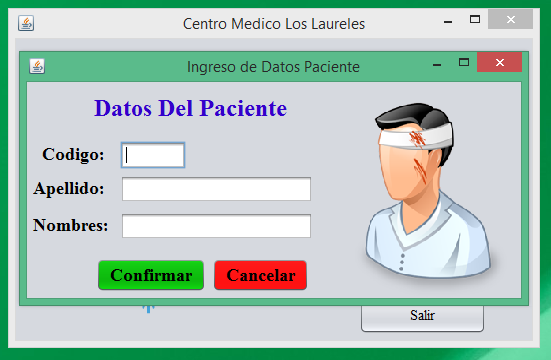 Centro Medico Los Laureles
Ingreso de Datos Paciente
Datos Del Paciente
Codigo:
Apellido:
Nombres:
Confirmar Cancelar
Salir